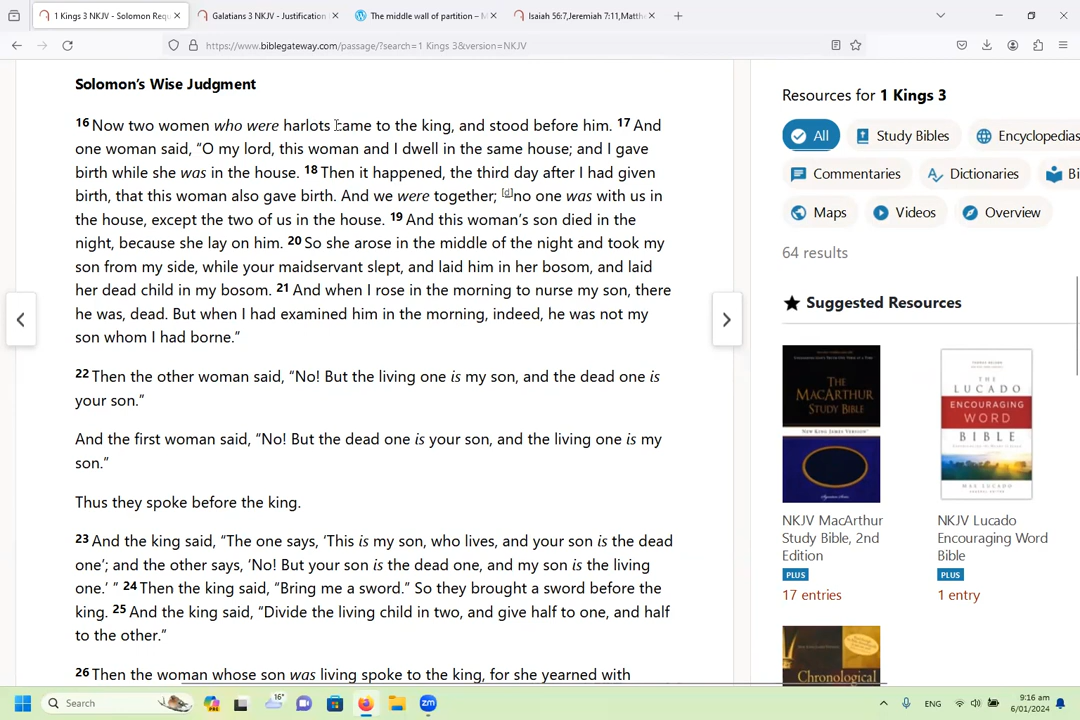 1 Kings 3 NKJV - Solomon Requ
Galatians 3 NKJV - Justification
The middle wall of partition – M
Isaiah 56:7,Jeremiah 7:11,Matth
https://www.biblegateway.com/passage/?search=1 Kings 3&version=NKJV
Solomon's Wise Judgment
16 Now two women who were harlots came to the king, and stood before him. 17 And
one woman said, "O my lord, this woman and I dwell in the same house; and I gave
birth while she was in the house. 18 Then it happened, the third day after I had given
birth, that this woman also gave birth. And we were together; [d]no one was with us in
the house, except the two of us in the house. 19 And this woman's son died in the
night, because she lay on him. 20 So she arose in the middle of the night and took my
son from my side, while your maidservant slept, and laid him in her bosom, and laid
her dead child in my bosom. 21 And when I rose in the morning to nurse my son, there
he was, dead. But when I had examined him in the morning, indeed, he was not my
son whom I had borne."
22 Then the other woman said, "No! But the living one is my son, and the dead one is
your son."
And the first woman said, "No! But the dead one is your son, and the living one is my
son."
Thus they spoke before the king.
23 And the king said, "The one says, 'This is my son, who lives, and your son is the dead
one'; and the other says, 'No! But your son is the dead one, and my son is the living
one.' " 24 Then the king said, "Bring me a sword." So they brought a sword before the
king. 25 And the king said, "Divide the living child in two, and give half to one, and half
to the other."
26 Then the woman whose son was living spoke to the king, for she yearned with
Resources for 1 Kings 3
All
Study Bibles
Encyclopedias
Commentaries
Dictionaries
Bi
Maps
Videos
Overview
64 results
Suggested Resources
THE
MACARTHUR
STUDY BIBLE
NEW KING JAMES VERSION
THE
LUCADO
ENCOURAGING
WORD
BIBLE
MAX LUCADO
NKJV MacArthur
Study Bible, 2nd
Edition
PLUS
17 entries
NKJV Lucado
Encouraging Word
Bible
PLUS
1 entry
Chronological
Search
16°
zm
ENG
9:16 am
6/01/2024